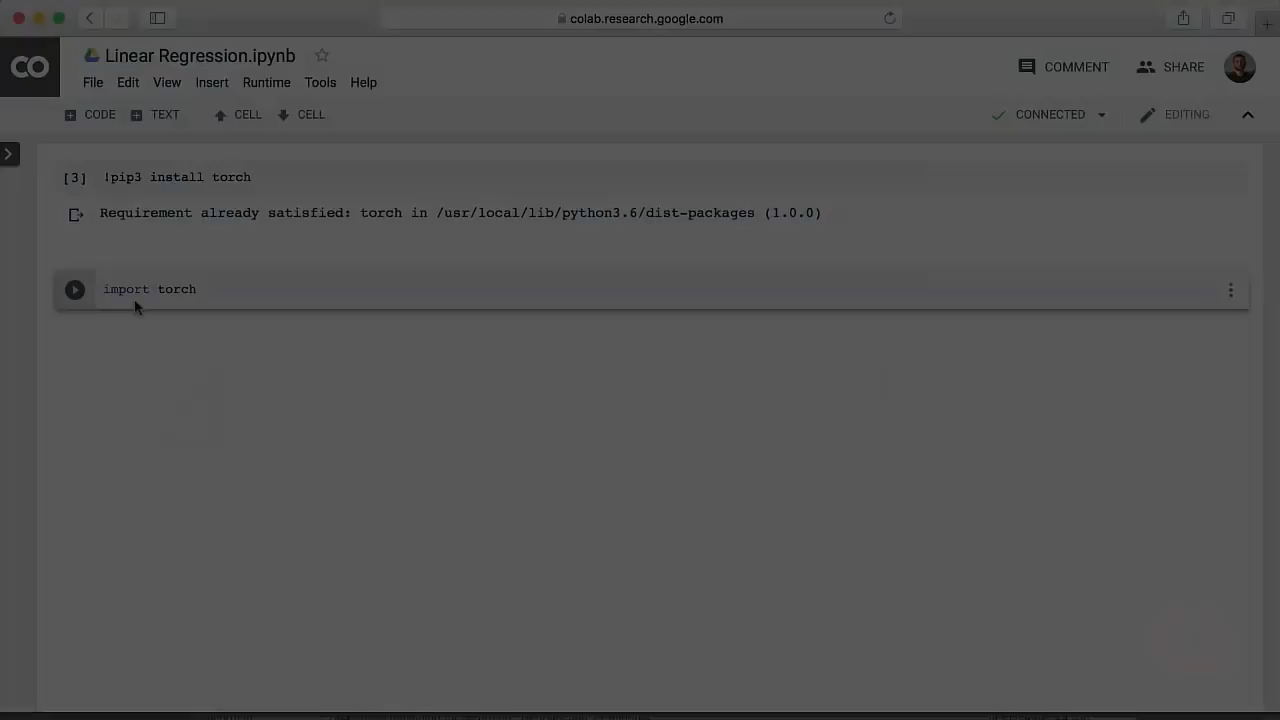 colab.research.google.com
CO
Linear Regression.ipynb
COMMENT
SHARE
File Edit View Insert Runtime Tools Help
CODE TEXT CELL CELL
CONNECTED
EDITING
[3] !pip3 install torch
Requirement already satisfied: torch in /usr/local/lib/python3.6/dist-packages (1.0.0)
import torch